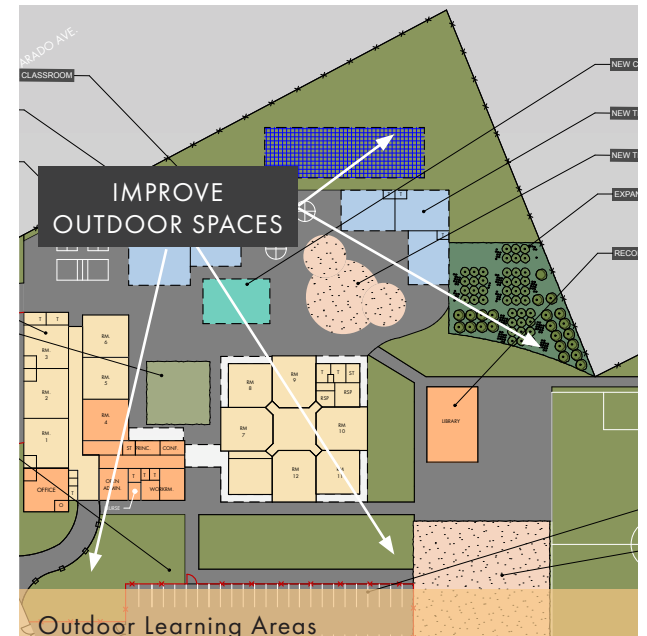 ARADO AVE.
CLASSROOM
NEW C
NEW T
NEW T
EXPAN
RECO
IMPROVE
OUTDOOR SPACES
T T
T
T T
RM.
3
RM.
6
RM.
2
RM.
5
RM.
1
RM.
4
RM.
8
RM.
9
T T ST
RSP RSP
RM.
7
RM.
10
RM.
12
RM.
11
LIBRARY
ST PRINC. CONF.
OFFICE
T
T
O
OPEN
ADMIN.
T T T
T
WORKRM.
NURSE
Outdoor Learning Areas